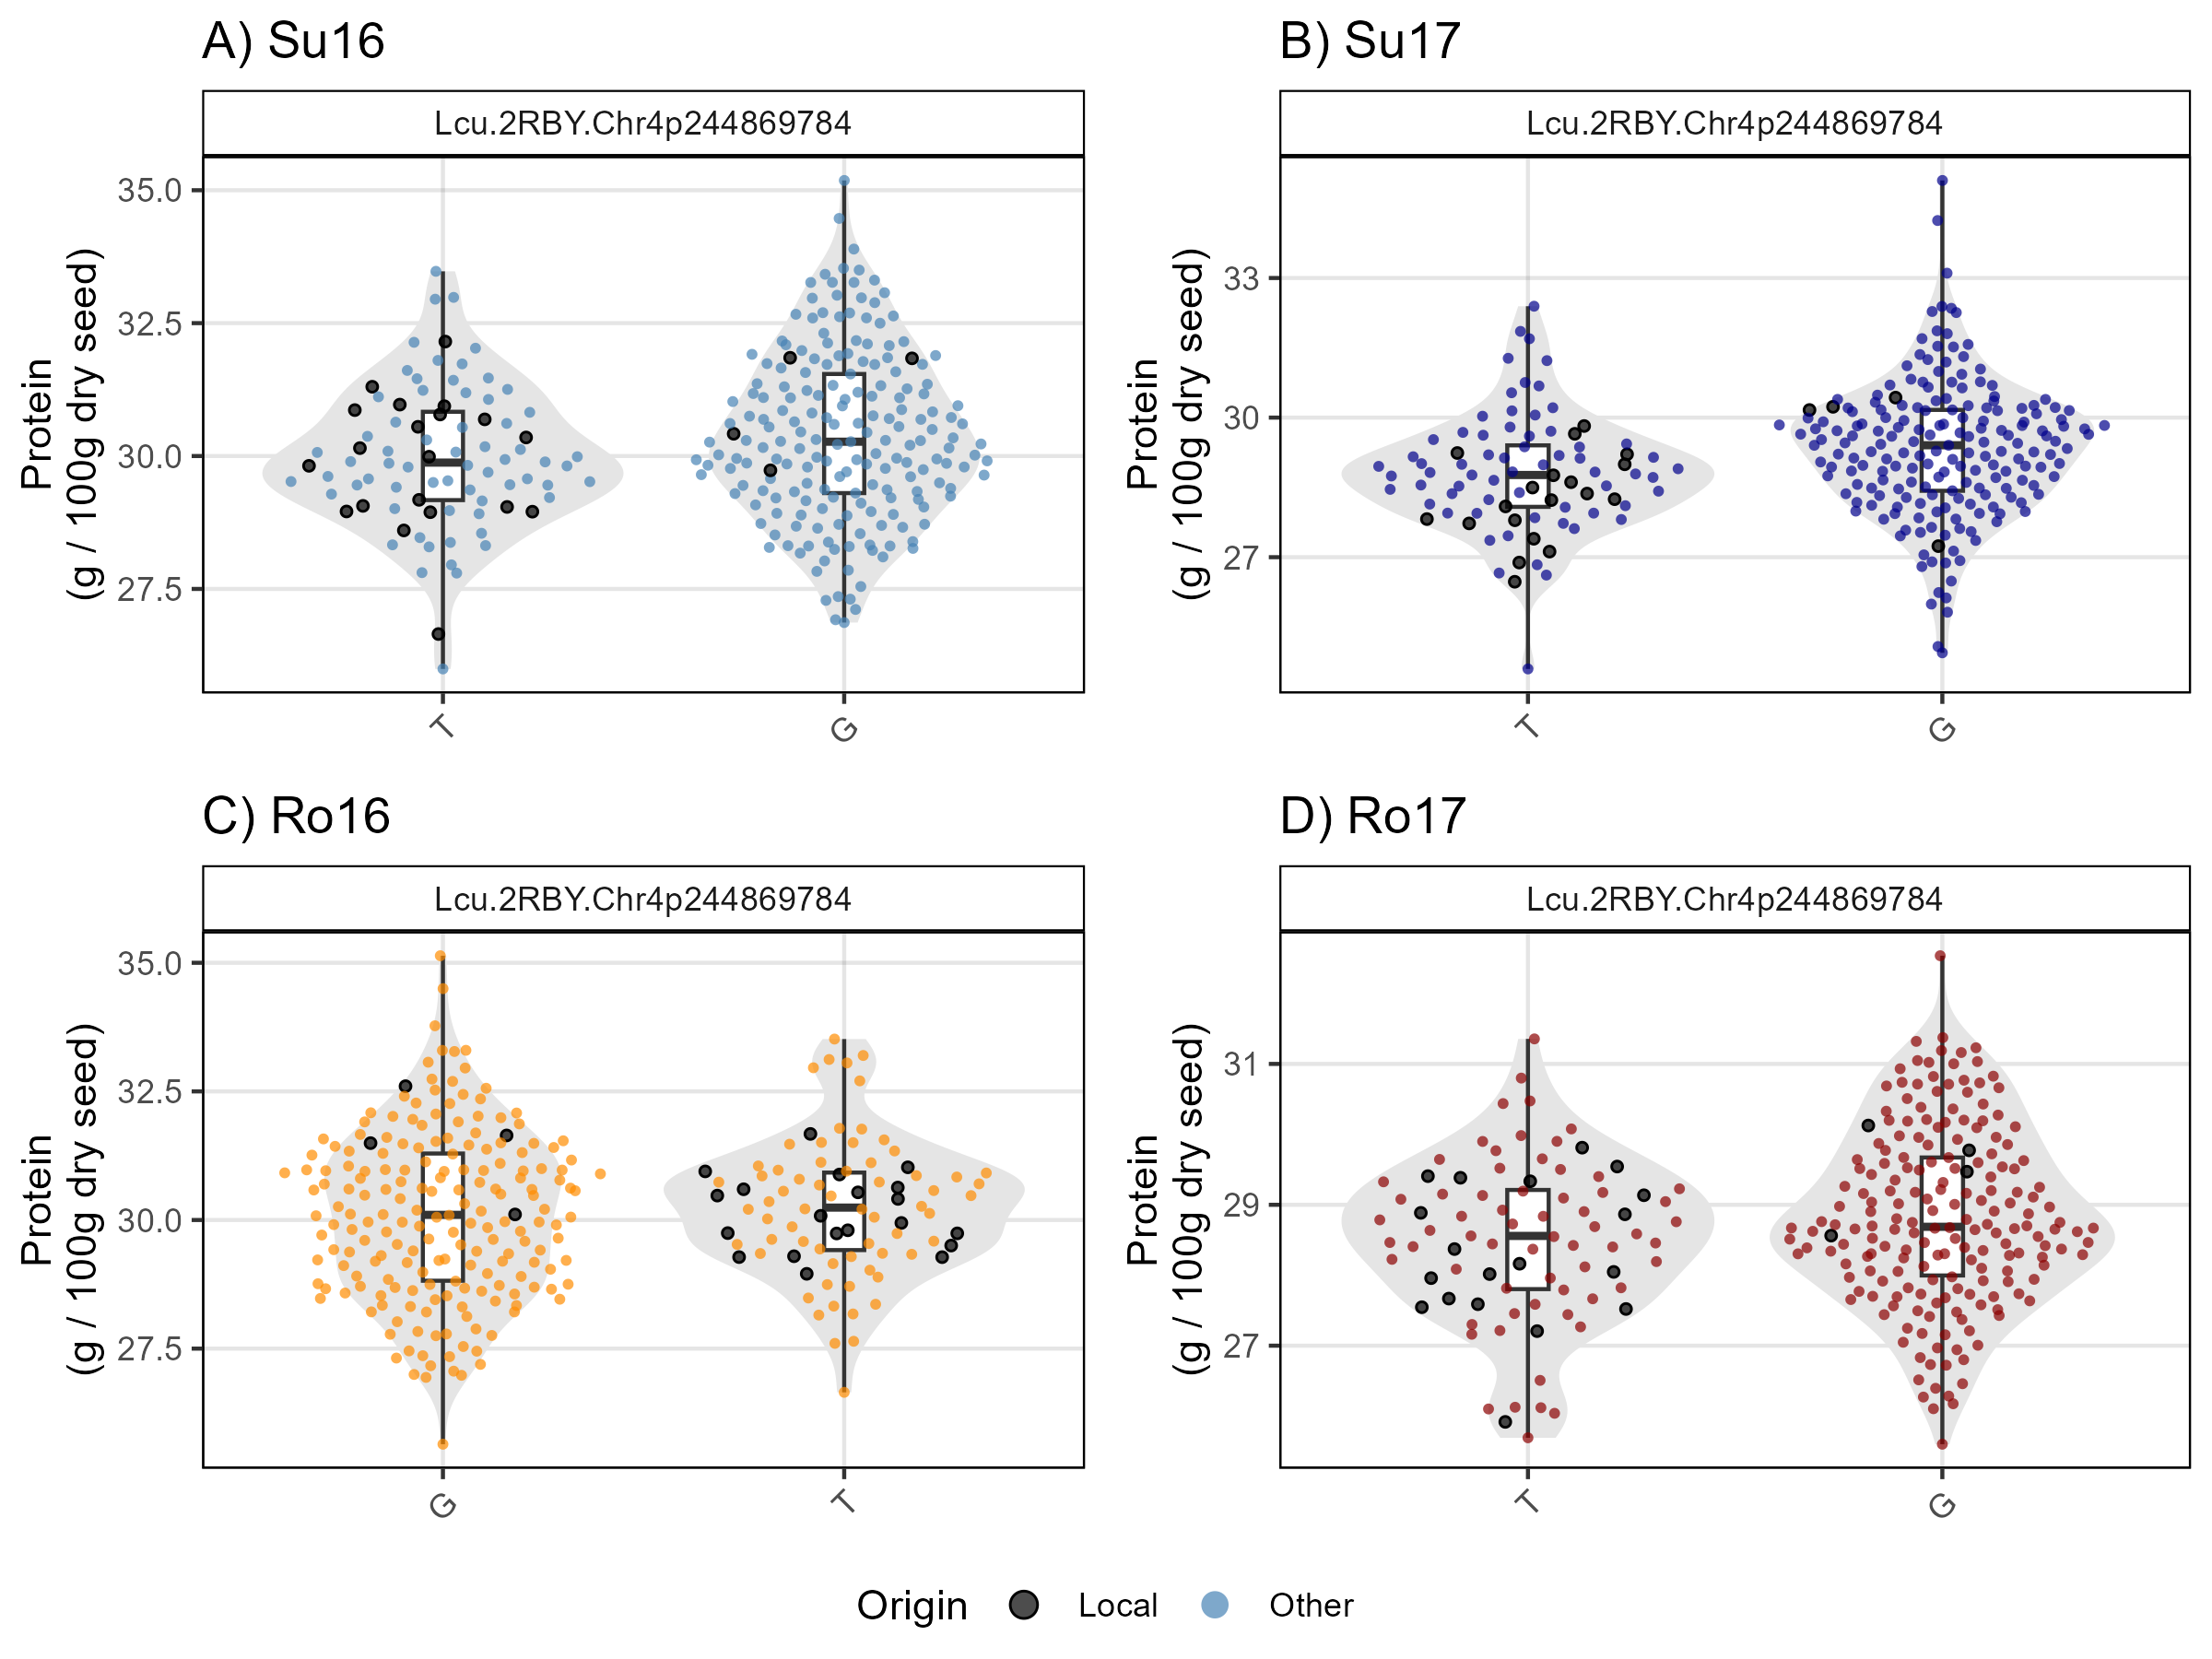 A) Su16
Lcu.2RBY.Chr4p244869784
Protein
(g / 100g dry seed)
35.0
32.5
30.0
27.5
T
G
B) Su17
Lcu.2RBY.Chr4p244869784
Protein
(g / 100g dry seed)
33
30
27
T
G
C) Ro16
Lcu.2RBY.Chr4p244869784
Protein
(g / 100g dry seed)
35.0
32.5
30.0
27.5
G
T
D) Ro17
Lcu.2RBY.Chr4p244869784
Protein
(g / 100g dry seed)
31
29
27
T
G
Origin Local Other